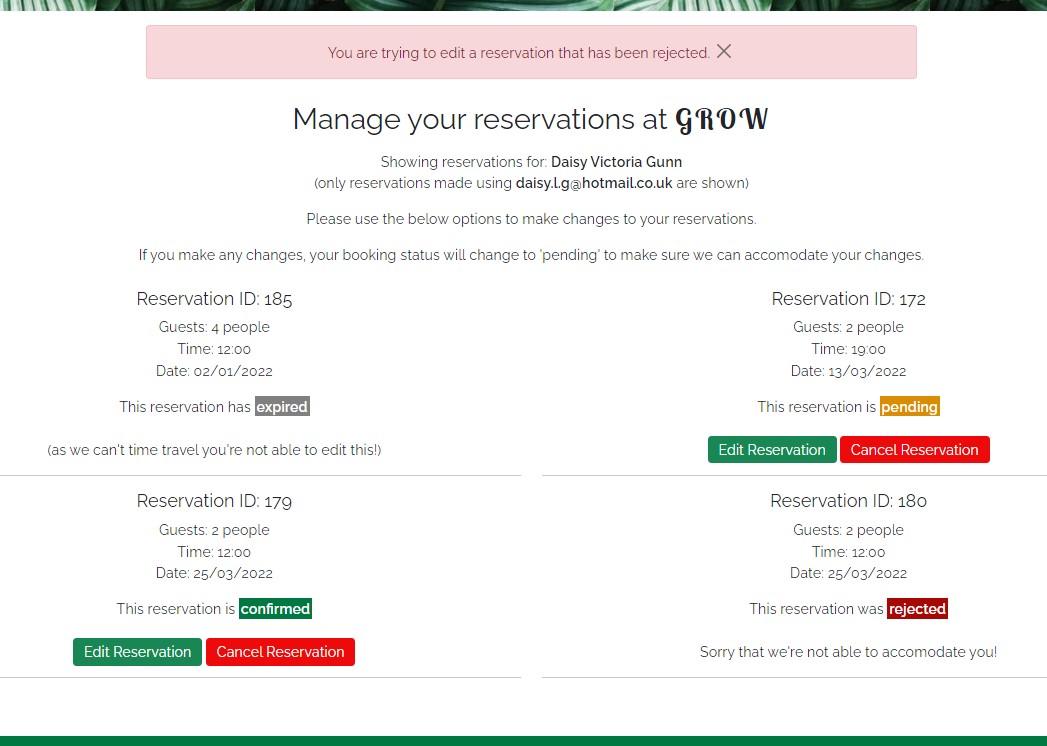 You are trying to edit a reservation that has been rejected.
Manage your reservations at GROW
Showing reservations for: Daisy Victoria Gunn
(only reservations made using daisy.l.g@hotmail.co.uk are shown)
Please use the below options to make changes to your reservations.
If you make any changes, your booking status will change to 'pending' to make sure we can accomodate your changes.
Reservation ID: 185
Guests: 4 people
Time: 12:00
Date: 02/01/2022
This reservation has expired
(as we can't time travel you're not able to edit this!)
Reservation ID: 172
Guests: 2 people
Time: 19:00
Date: 13/03/2022
This reservation is pending
Edit Reservation Cancel Reservation
Reservation ID: 179
Guests: 2 people
Time: 12:00
Date: 25/03/2022
This reservation is confirmed
Edit Reservation Cancel Reservation
Reservation ID: 180
Guests: 2 people
Time: 12:00
Date: 25/03/2022
This reservation was rejected
Sorry that we're not able to accomodate you!